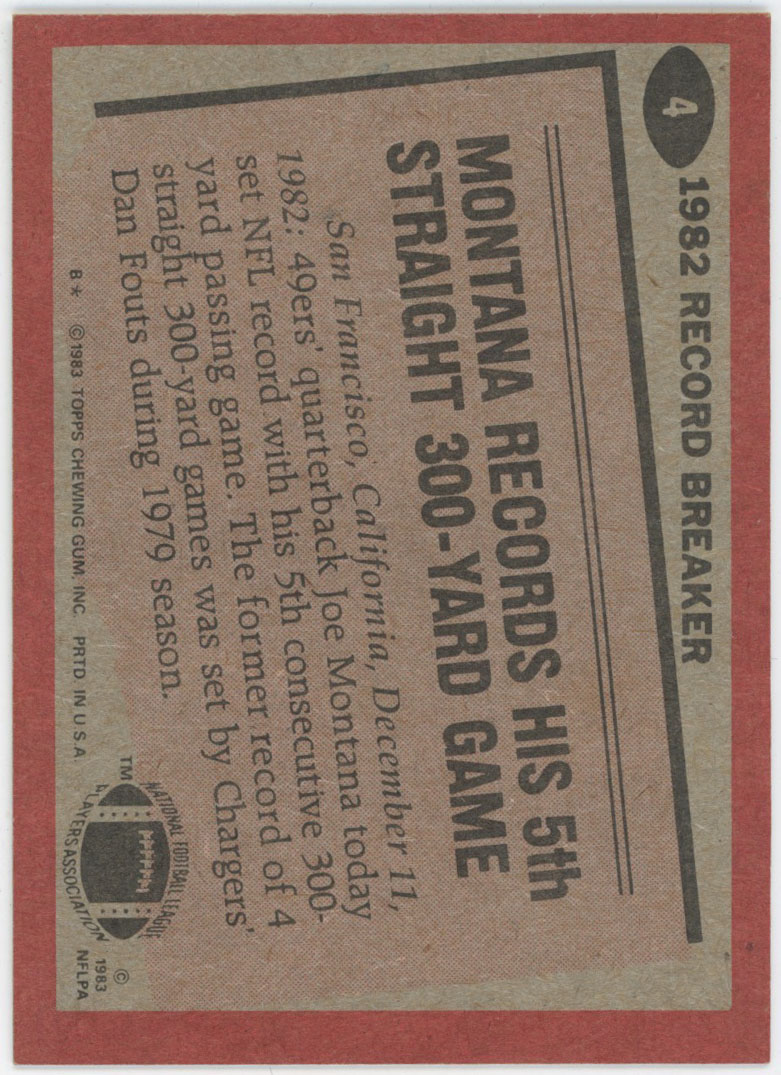 4
1982 RECORD BREAKER
MONTANA RECORDS HIS 5th
STRAIGHT 300-YARD GAME
San Francisco, California, December 11,
1982: 49ers' quarterback Joe Montana today
set NFL record with his 5th consecutive 300-
yard passing game. The former record of 4
straight 300-yard games was set by Chargers'
Dan Fouts during 1979 season.
B* ©1983 TOPPS CHEWING GUM, INC. PRTD. IN U.S.A.
TM
NATIONAL FOOTBALL LEAGUE
PLAYERS ASSOCIATION
© 1983
NFLPA